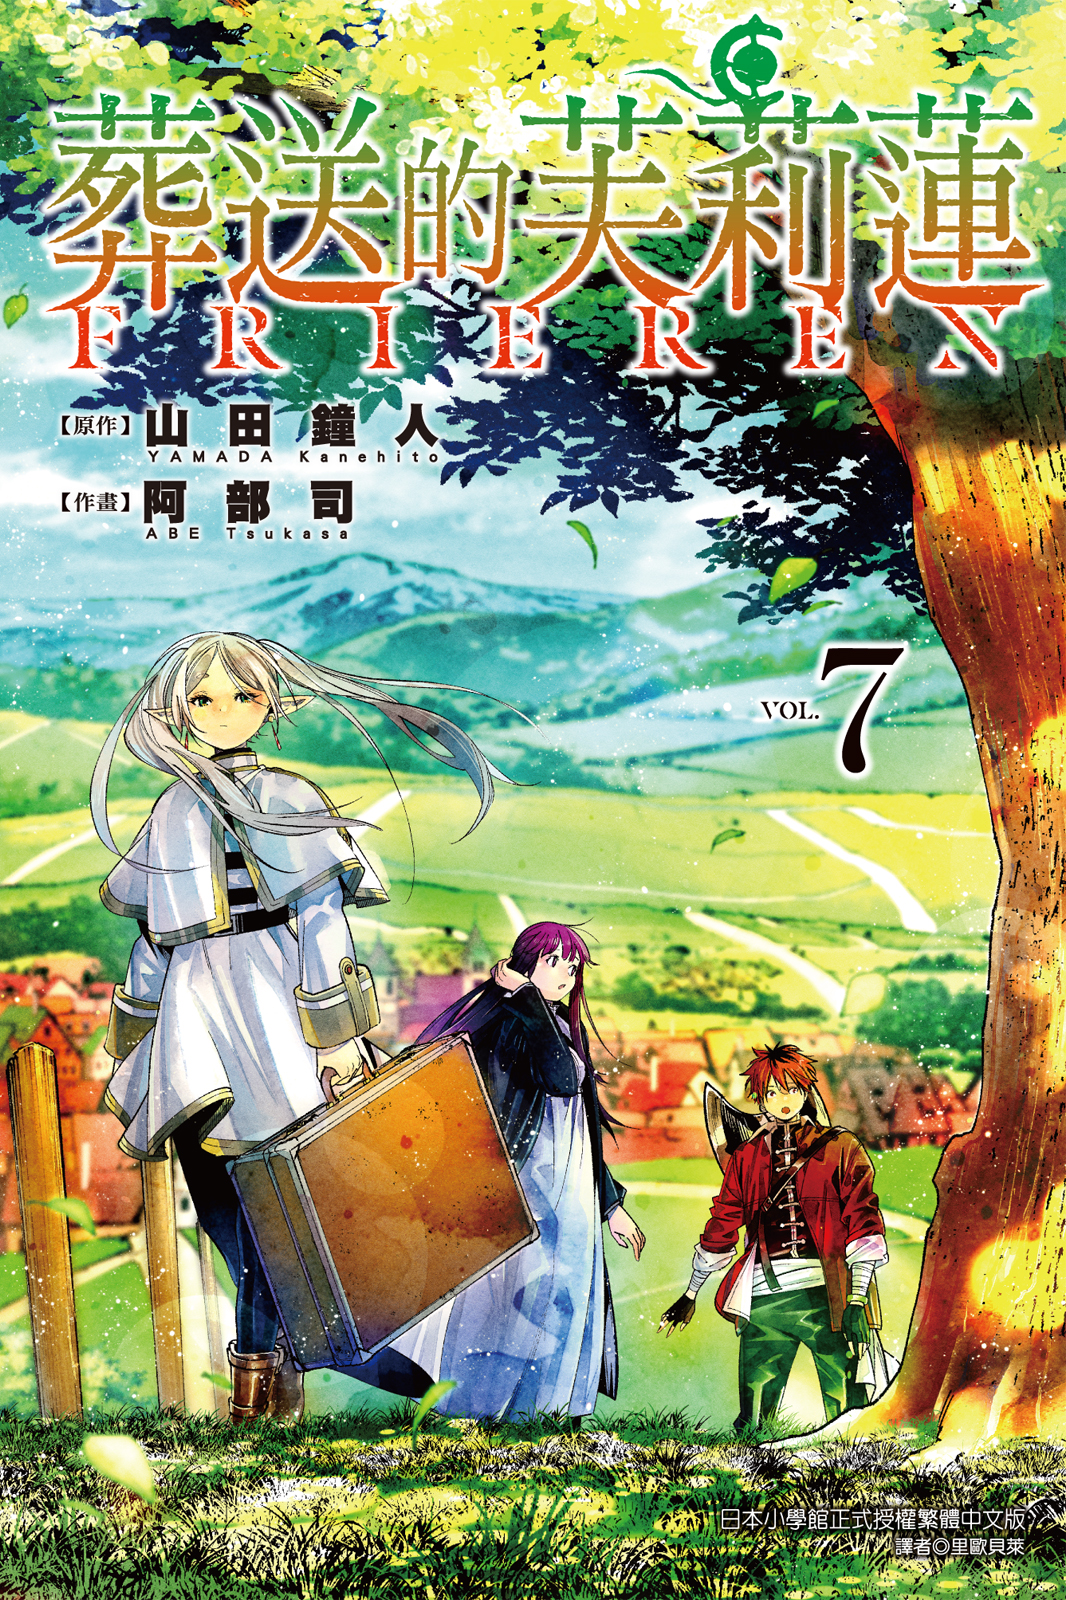 葬送的芙莉蓮
FRIEREN
【原作】山田鐘人
YAMADA Kanehito
【作畫】阿部司
ABE Tsukasa
VOL.7
日本小學館正式授權繁體中文版
譯者◎里歐貝萊